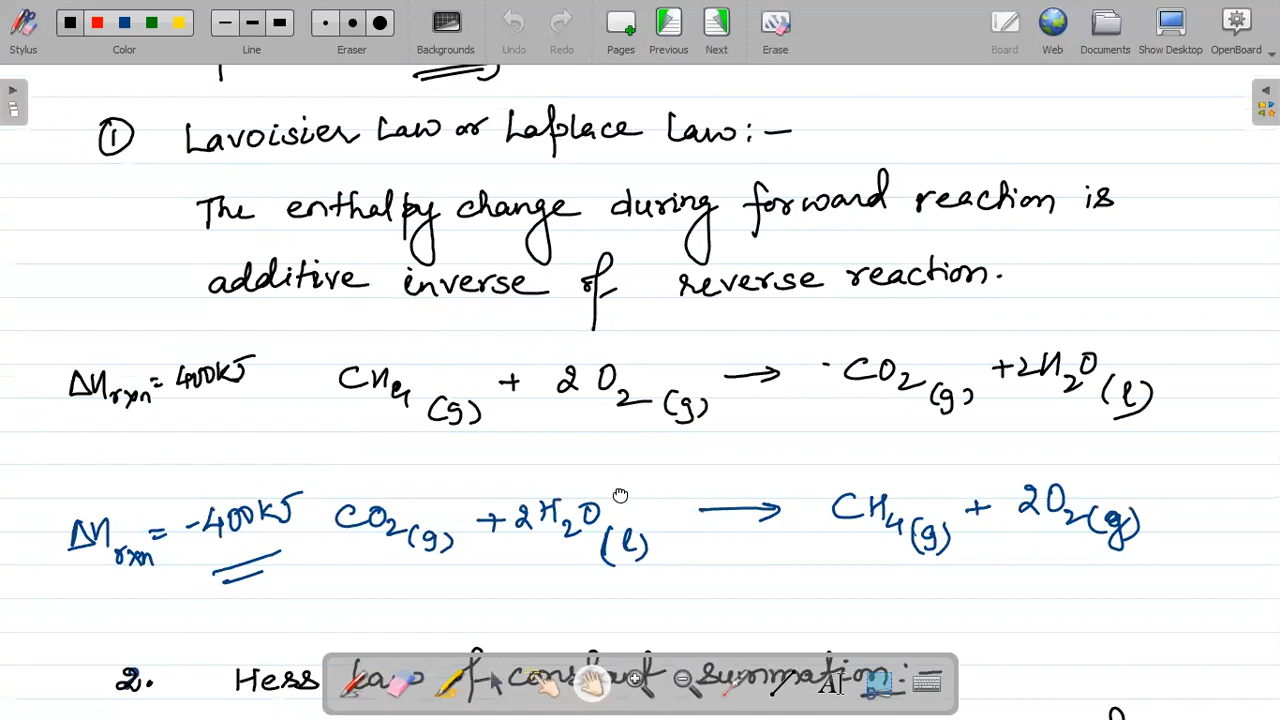 Stylus Color Line Eraser Backgrounds Undo Redo Pages Previous Next Erase Board Web Documents Show Desktop OpenBoard
① Lavoisier Law or Laplace Law:-
The enthalpy change during forward reaction is
additive inverse of reverse reaction.
ΔHrxn = 400kJ CH4(g) + 2O2(g) → CO2(g) + 2H2O(l)
ΔHrxn = -400kJ CO2(g) + 2H2O(l) → CH4(g) + 2O2(g)
2. Hess Law of constant summation:-